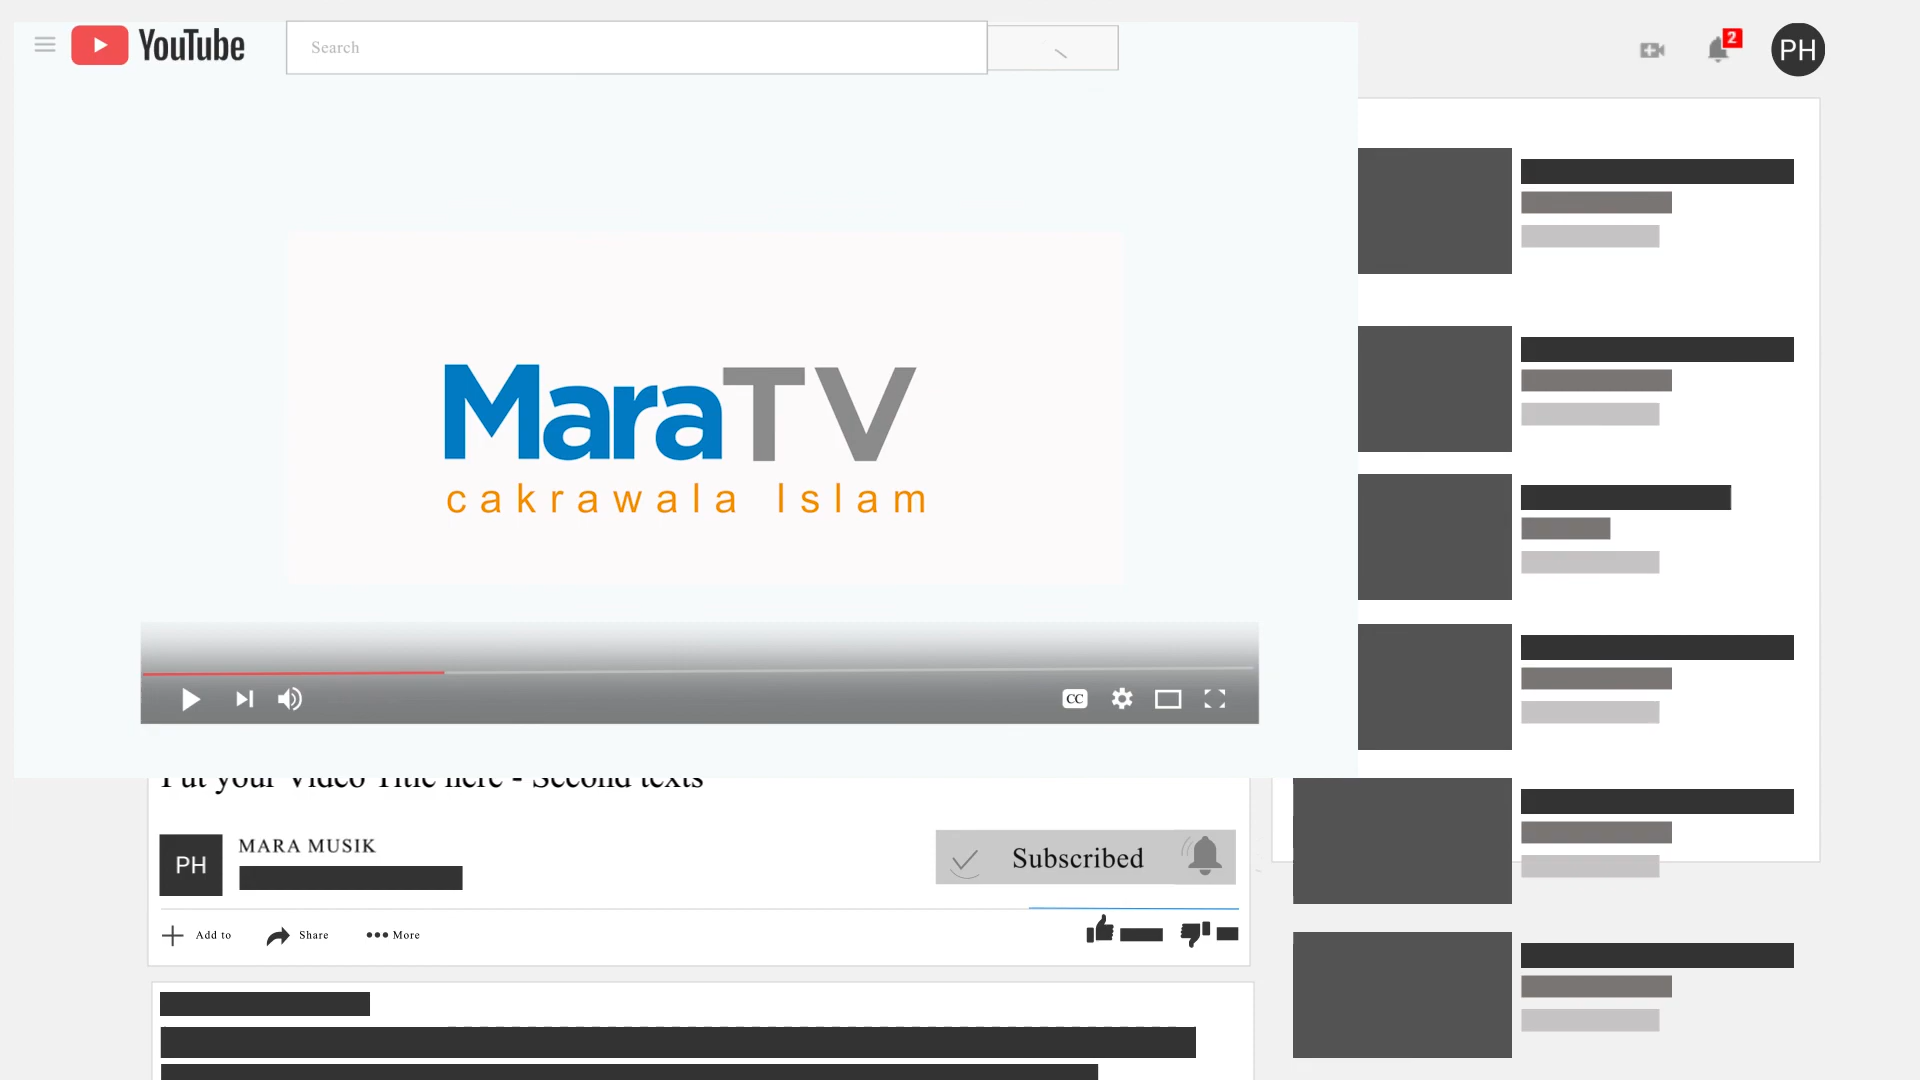 YouTube
Search
2
PH
MaraTV
cakrawala Islam
CC
Put your Video Title here - Second texts
PH
MARA MUSIK
Subscribed
Add to
Share
More